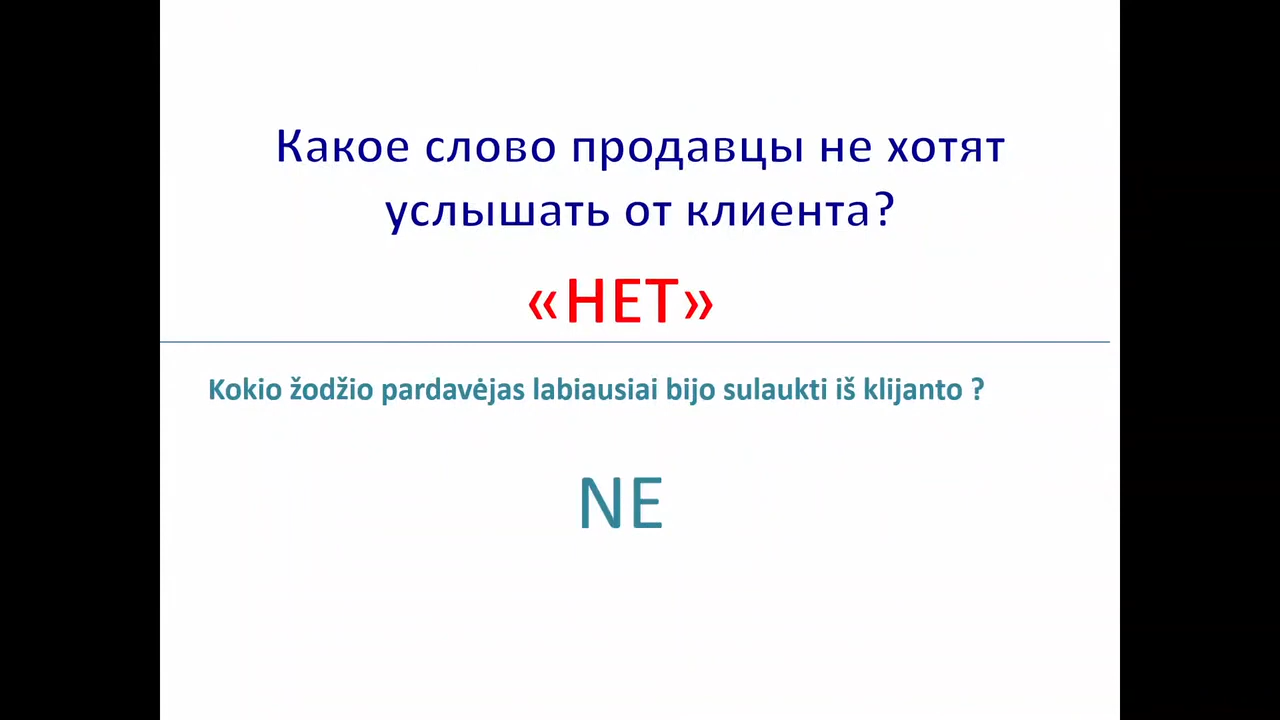 Какое слово продавцы не хотят
услышать от клиента?
«НЕТ»
Kokio žodžio pardavėjas labiausiai bijo sulaukti iš klijanto ?
NE